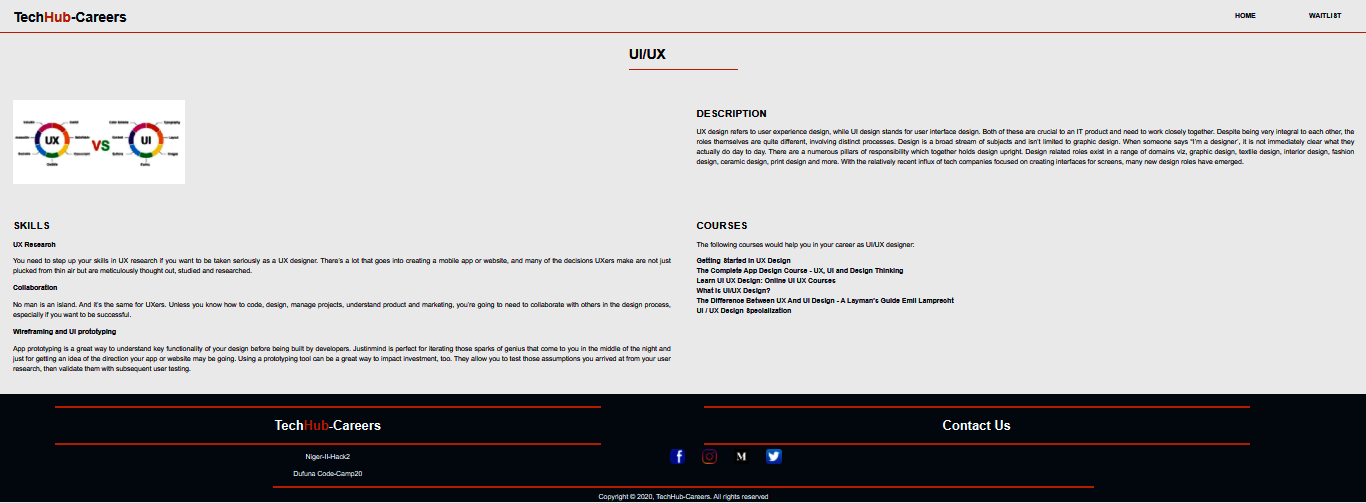 TechHub-Careers
HOME
WAITLIST
UI/UX
UX
VS
UI
DESCRIPTION
UX design refers to user experience design, while UI design stands for user interface design. Both of these are crucial to an IT product and need to work closely together. Despite being very integral to each other, the
roles themselves are quite different, involving distinct processes. Design is a broad stream of subjects and isn't limited to graphic design. When someone says "I'm a designer', it is not immediately clear what they
actually do day to day. There are a numerous pillars of responsibility which together holds design upright. Design related roles exist in a range of domains viz, graphic design, textile design, interior design, fashion
design, ceramic design, print design and more. With the relatively recent influx of tech companies focused on creating interfaces for screens, many new design roles have emerged.
SKILLS
UX Research
You need to step up your skills in UX research if you want to be taken seriously as a UX designer. There's a lot that goes into creating a mobile app or website, and many of the decisions UXers make are not just
plucked from thin air but are meticulously thought out, studied and researched.
Collaboration
No man is an island. And it's the same for UXers. Unless you know how to code, design, manage projects, understand product and marketing, you're going to need to collaborate with others in the design process,
especially if you want to be successful.
Wireframing and UI prototyping
App prototyping is a great way to understand key functionality of your design before being built by developers. Justinmind is perfect for iterating those sparks of genius that come to you in the middle of the night and
just for getting an idea of the direction your app or website may be going. Using a prototyping tool can be a great way to impact investment, too. They allow you to test those assumptions you arrived at from your user
research, then validate them with subsequent user testing.
COURSES
The following courses would help you in your career as UI/UX designer:
Getting Started in UX Design
The Complete App Design Course - UX, UI and Design Thinking
Learn UI UX Design: Online UI UX Courses
What is UI/UX Design?
The Difference Between UX And UI Design - A Layman's Guide Emil Lamprecht
UI / UX Design Specialization
TechHub-Careers
Niger-II-Hack2
Dufuna Code-Camp20
Contact Us
Copyright © 2020, TechHub-Careers. All rights reserved